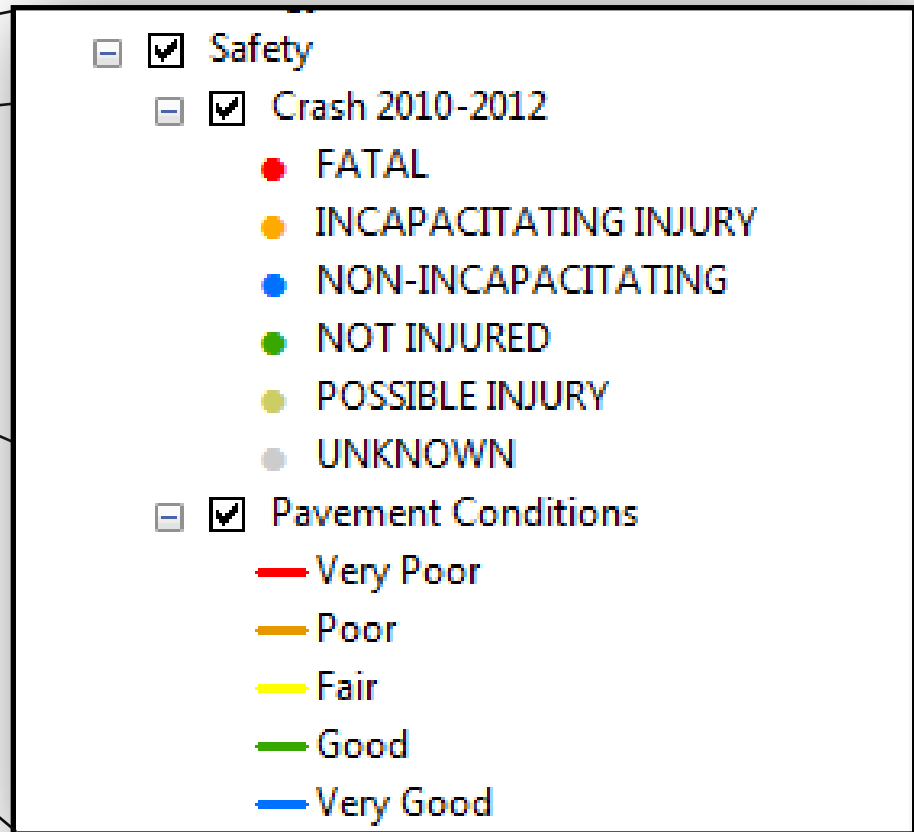 Safety
Crash 2010-2012
FATAL
INCAPACITATING INJURY
NON-INCAPACITATING
NOT INJURED
POSSIBLE INJURY
UNKNOWN
Pavement Conditions
Very Poor
Poor
Fair
Good
Very Good